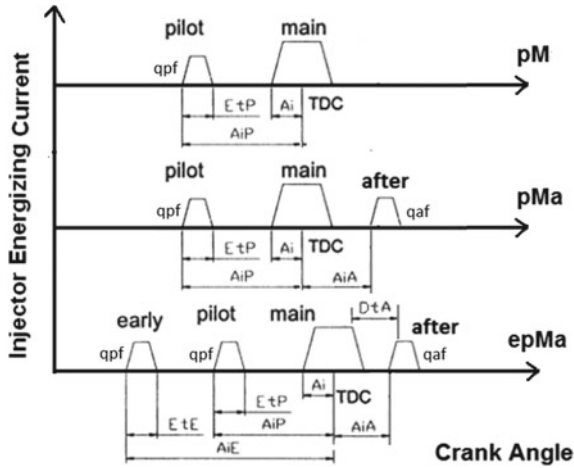 Injector Energizing Current
pilot main
qpf pM
EtP Ai TDC
AiP
pilot main after
qpf qaf pMa
EtP Ai TDC
AiP AiA
early pilot main DtA after
qpf qpf qaf epMa
EtE EtP Ai TDC
AiP AiA
AiE
Crank Angle